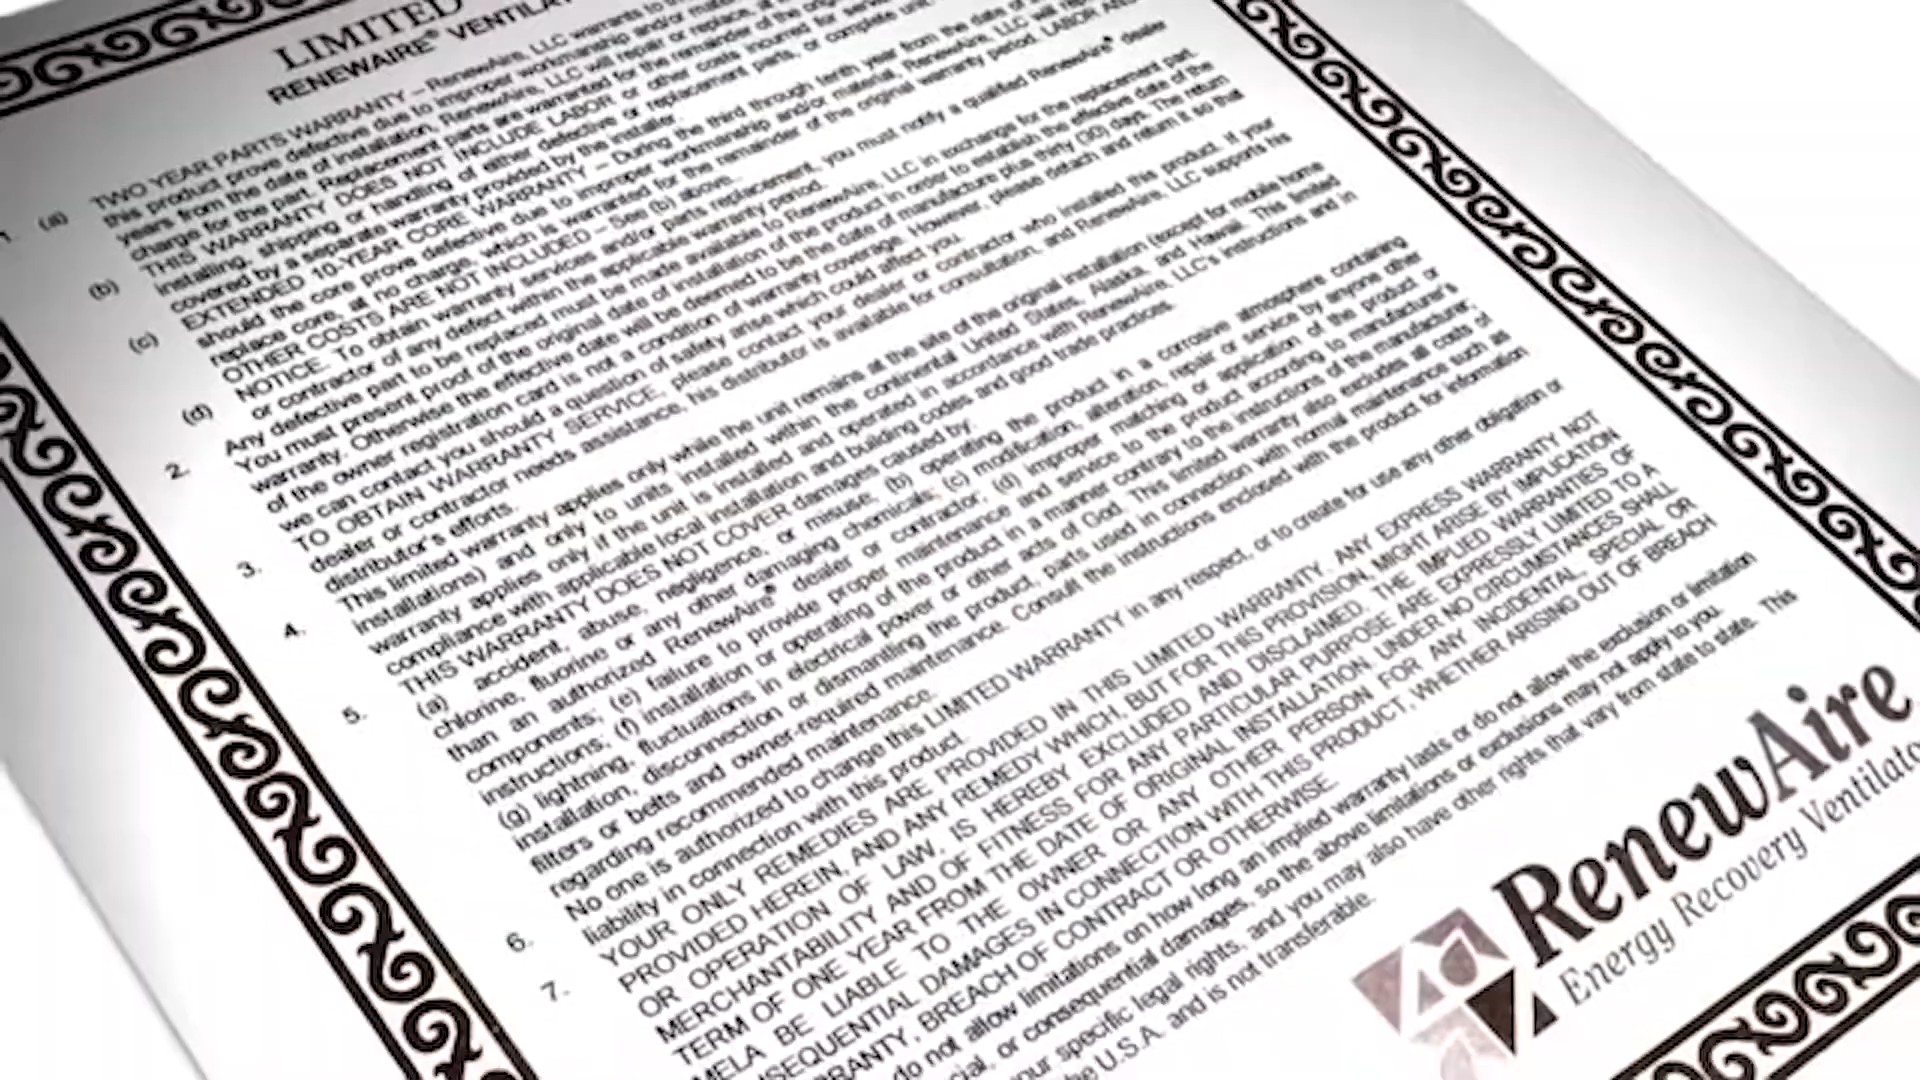 LIMITED
RENEWAIRE® VENTILAT
1. (a) TWO YEAR PARTS WARRANTY – RenewAire, LLC warrants to the
this product prove defective due to improper workmanship and/or
years from the date of installation, RenewAire, LLC will repair or replace, at
charge for the part. Replacement parts are warranted for the remainder of the
THIS WARRANTY DOES NOT INCLUDE LABOR or other costs incurred for
installing, shipping or handling of either defective or replacement parts, or complete unit
covered by a separate warranty provided by the installer.
(b) EXTENDED 10-YEAR CORE WARRANTY – During the third through tenth year from the date of
should the core prove defective due to improper workmanship and/or material, RenewAire, LLC will
replace core, at no charge, which is warranted for the remainder of the original warranty period. LABOR AND
OTHER COSTS ARE NOT INCLUDED – See (b) above.
(c) NOTICE. To obtain warranty services and/or parts replacement, you must notify a qualified RenewAire® dealer
or contractor of any defect within the applicable warranty period.
(d) Any defective part to be replaced must be made available to RenewAire, LLC in exchange for the replacement part.
2. You must present proof of the original date of installation of the product in order to establish the effective date of the
warranty. Otherwise the effective date will be deemed to be the date of manufacture plus thirty (30) days. The return
of the owner registration card is not a condition of warranty coverage. However, please detach and return it so that
we can contact you should a question of safety arise which could affect you.
3. TO OBTAIN WARRANTY SERVICE, please contact your dealer or contractor who installed this product. If your
dealer or contractor needs assistance, his distributor is available for consultation, and RenewAire, LLC supports his
distributor's efforts.
4. This limited warranty applies only while the unit remains at the site of the original installation (except for mobile home
installations) and only to units installed within the continental United States, Alaska, and Hawaii. This limited
warranty applies only if the unit is installed and operated in accordance with RenewAire, LLC's instructions and in
compliance with applicable local installation and building codes and good trade practices.
5. THIS WARRANTY DOES NOT COVER damages caused by:
(a) accident, abuse, negligence, or misuse; (b) operating the product in a corrosive atmosphere containing
chlorine, fluorine or any other damaging chemicals; (c) modification, alteration, repair or service by anyone other
than an authorized RenewAire® dealer or contractor; (d) improper matching or application of the product or
components; (e) failure to provide proper maintenance and service to the product according to manufacturer's
instructions; (f) installation or operating of the product in a manner contrary to the instructions of the manufacturer;
(g) lightning, fluctuations in electrical power or other acts of God. This limited warranty also excludes all costs of
installation, disconnection or dismantling the product, parts used in connection with normal maintenance such as
filters or belts and owner-required maintenance. Consult the instructions enclosed with the product for information
regarding recommended maintenance.
6. No one is authorized to change this LIMITED WARRANTY in any respect, or to create for use any other obligation or
liability in connection with this product.
7. YOUR ONLY REMEDIES ARE PROVIDED IN THIS LIMITED WARRANTY. ANY EXPRESS WARRANTY NOT
PROVIDED HEREIN, AND ANY REMEDY WHICH, BUT FOR THIS PROVISION, MIGHT ARISE BY IMPLICATION
OR OPERATION OF LAW, IS HEREBY EXCLUDED AND DISCLAIMED. THE IMPLIED WARRANTIES OF
MERCHANTABILITY AND OF FITNESS FOR ANY PARTICULAR PURPOSE ARE EXPRESSLY LIMITED TO A
TERM OF ONE YEAR FROM THE DATE OF ORIGINAL INSTALLATION. UNDER NO CIRCUMSTANCES SHALL
MELA BE LIABLE TO THE OWNER OR ANY OTHER PERSON FOR ANY INCIDENTAL, SPECIAL OR
NSEQUENTIAL DAMAGES IN CONNECTION WITH THIS PRODUCT, WHETHER ARISING OUT OF BREACH
RRANTY, BREACH OF CONTRACT OR OTHERWISE.
do not allow limitations on how long an implied warranty lasts or do not allow the exclusion or limitation
cial, or consequential damages, so the above limitations or exclusions may not apply to you.
our specific legal rights, and you may also have other rights that vary from state to state. This
he U.S.A. and is not transferable.
RenewAire
Energy Recovery Ventilato